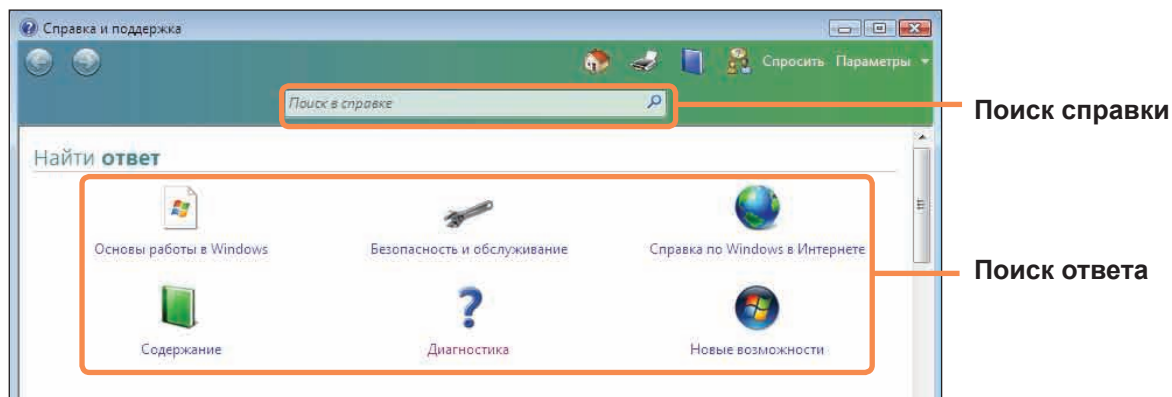 Справка и поддержка
Спросить Параметры
Поиск в справке
Поиск справки
Найти ответ
Основы работы в Windows
Безопасность и обслуживание
Справка по Windows в Интернете
Поиск ответа
Содержание
Диагностика
Новые возможности